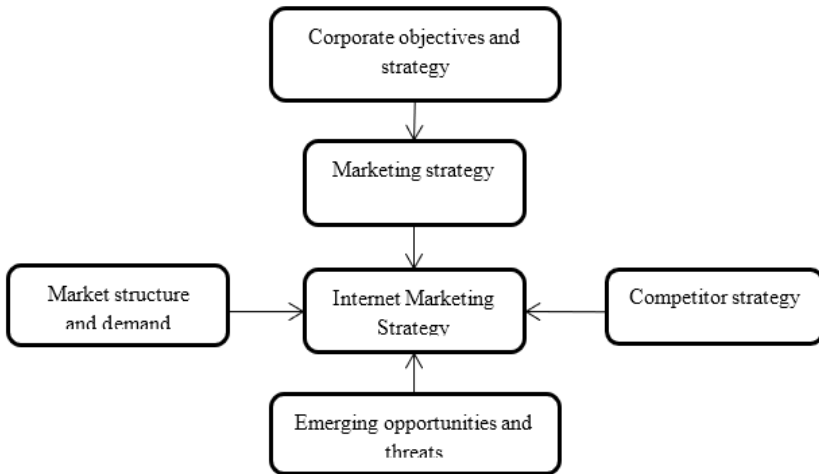 Corporate objectives and
strategy
Marketing strategy
Market structure
and demand
Internet Marketing
Strategy
Competitor strategy
Emerging opportunities and
threats